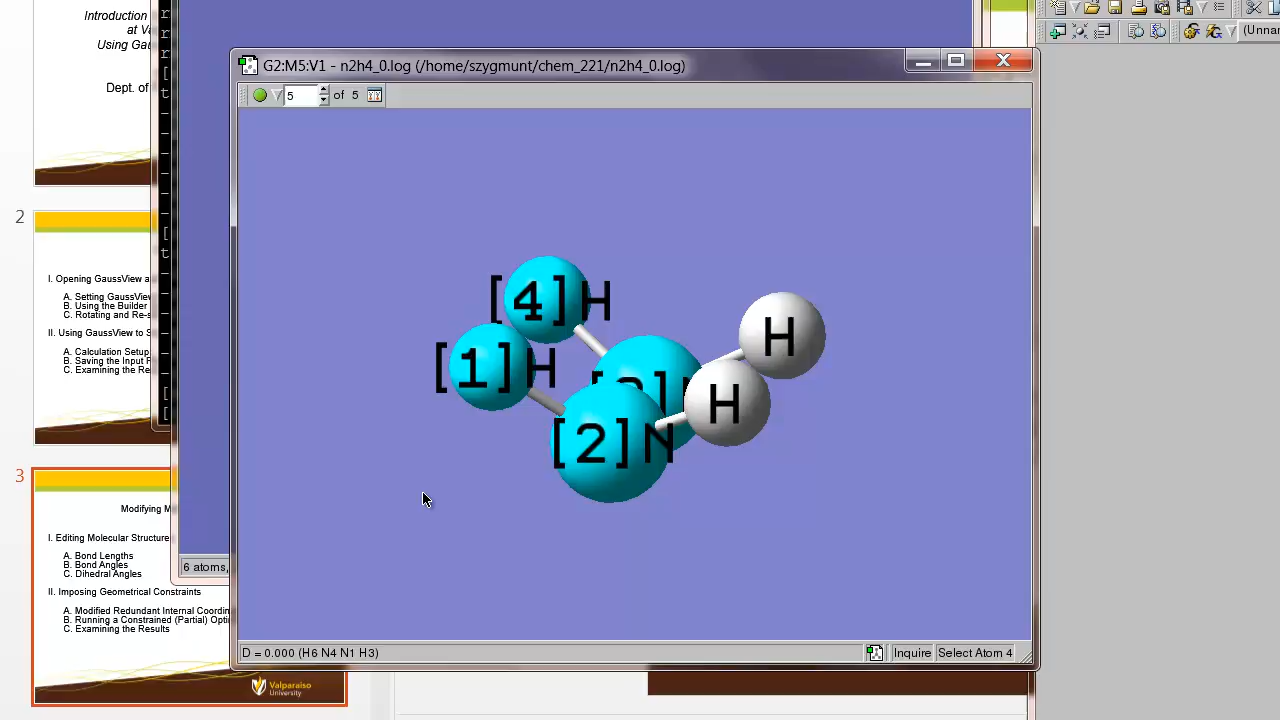 Introduction
at Va
Using Gau
Dept. of
2
I. Opening GaussView a
A. Setting GaussView
B. Using the Builder
C. Rotating and Re-s
II. Using GaussView to S
A. Calculation Setup
B. Saving the Input F
C. Examining the Res
3
Modifying M
I. Editing Molecular Structure
A. Bond Lengths
B. Bond Angles
C. Dihedral Angles
II. Imposing Geometrical Constraints
A. Modified Redundant Internal Coordin
B. Running a Constrained (Partial) Opti
C. Examining the Results
Valparaiso
University
6 atoms,
(Unnar
G2:M5:V1 - n2h4_0.log (/home/szygmunt/chem_221/n2h4_0.log)
5 of 5
[4]H
H
[1]H
H
[2]N
D = 0.000 (H6 N4 N1 H3)
Inquire
Select Atom 4